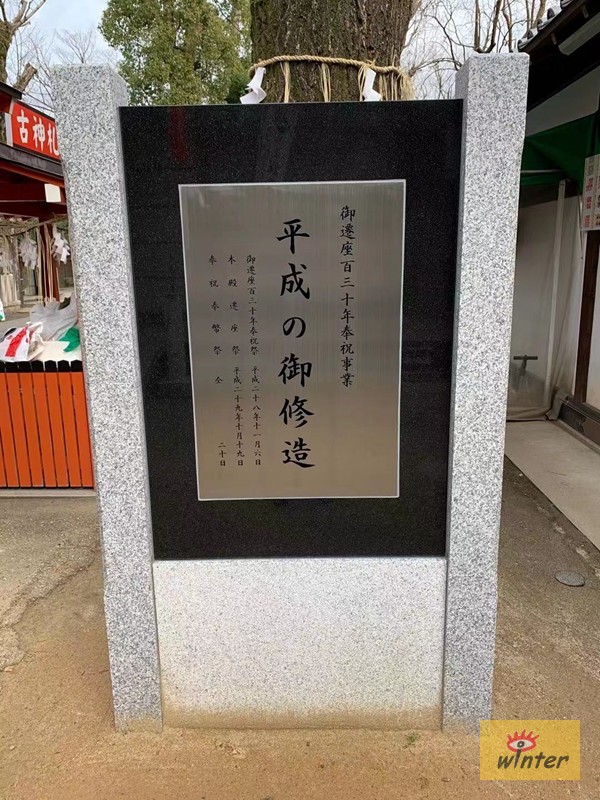 御遷座百三十年奉祝事業
平成の御修造
御遷座百三十年奉祝祭 平成二十八年十一月六日
本殿遷座祭 平成二十九年十月十九日
奉祝奉幣祭 仝 二十日
古神札
winter